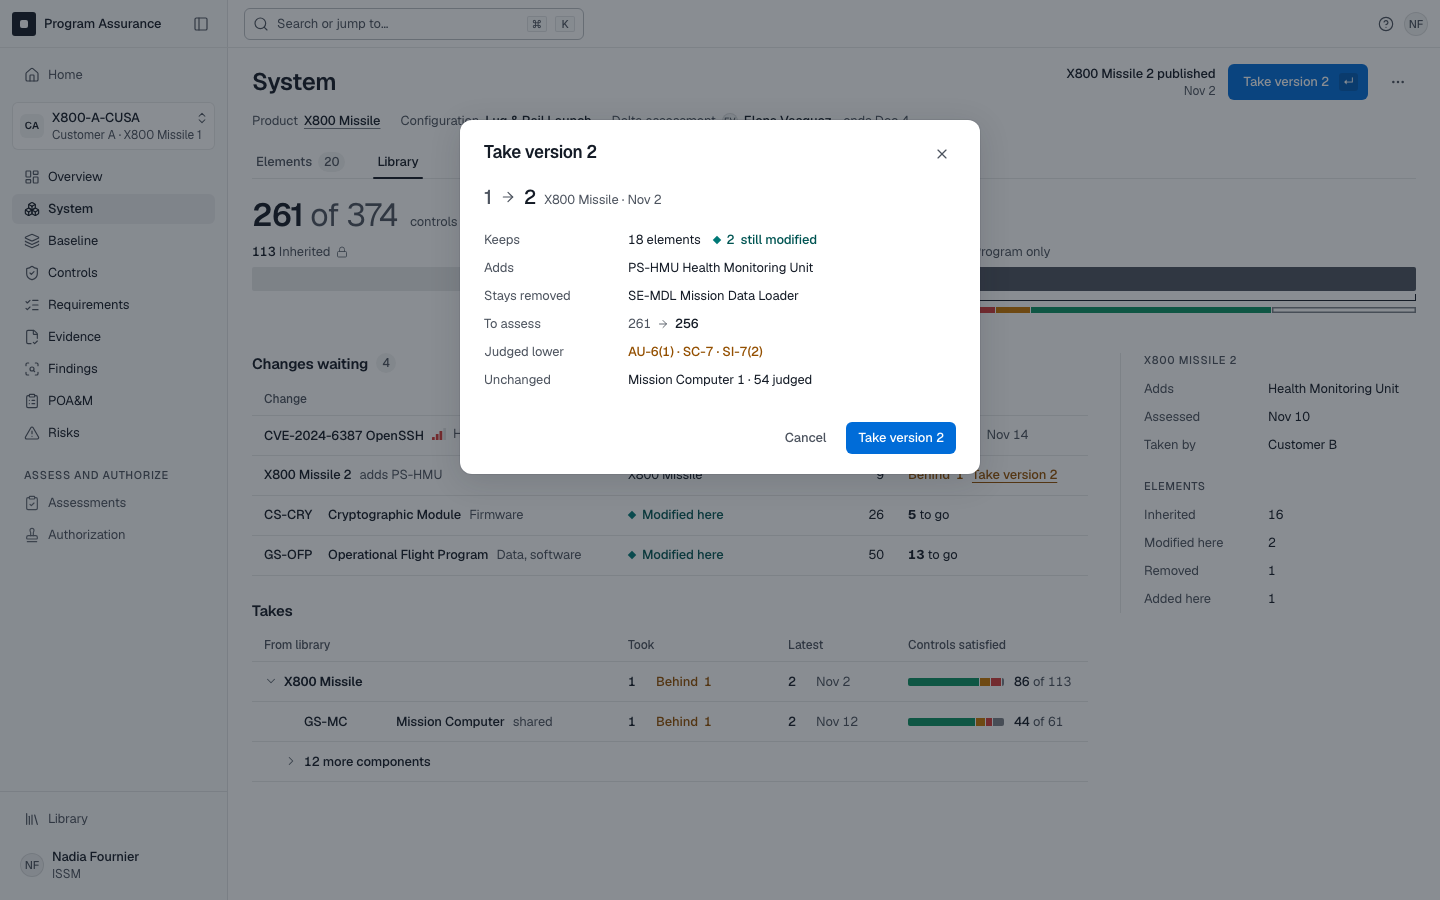 Program Assurance
Search or jump to...
⌘ K
NF
Home
CA
X800-A-CUSA
Customer A · X800 Missile 1
Overview
System
Baseline
Controls
Requirements
Evidence
Findings
POA&M
Risks
ASSESS AND AUTHORIZE
Assessments
Authorization
Library
NF
Nadia Fournier
ISSM
System
X800 Missile 2 published
Nov 2
Take version 2
Product X800 Missile
Elements 20
Library
261 of 374 controls
113 Inherited
Program only
Take version 2
1 → 2 X800 Missile · Nov 2
Keeps 18 elements ◆ 2 still modified
Adds PS-HMU Health Monitoring Unit
Stays removed SE-MDL Mission Data Loader
To assess 261 → 256
Judged lower AU-6(1) · SC-7 · SI-7(2)
Unchanged Mission Computer 1 · 54 judged
Cancel
Take version 2
Changes waiting 4
Change
CVE-2024-6387 OpenSSH Nov 14
X800 Missile 2 adds PS-HMU X800 Missile 9 Behind 1 Take version 2
CS-CRY Cryptographic Module Firmware ◆ Modified here 26 5 to go
GS-OFP Operational Flight Program Data, software ◆ Modified here 50 13 to go
Takes
From library Took Latest Controls satisfied
X800 Missile 1 Behind 1 2 Nov 2 86 of 113
GS-MC Mission Computer shared 1 Behind 1 2 Nov 12 44 of 61
12 more components
X800 MISSILE 2
Adds Health Monitoring Unit
Assessed Nov 10
Taken by Customer B
ELEMENTS
Inherited 16
Modified here 2
Removed 1
Added here 1